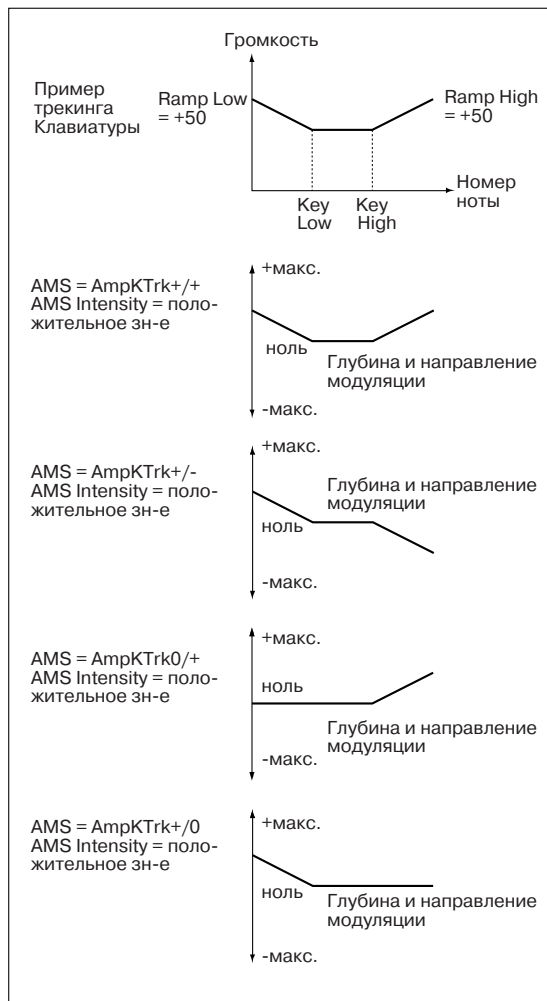 Громкость
Пример
трекинга
Клавиатуры
Ramp Low
= +50
Ramp High
= +50
Номер
ноты
Key
Low
Key
High
AMS = AmpKTrk+/+
AMS Intensity = поло-
жительное зн-е
+макс.
ноль
Глубина и направление
модуляции
-макс.
AMS = AmpKTrk+/-
AMS Intensity = поло-
жительное зн-е
+макс.
Глубина и направление
модуляции
ноль
-макс.
AMS = AmpKTrk0/+
AMS Intensity = поло-
жительное зн-е
+макс.
ноль
Глубина и направление
модуляции
-макс.
AMS = AmpKTrk+/0
AMS Intensity = поло-
жительное зн-е
+макс.
ноль
Глубина и направление
модуляции
-макс.